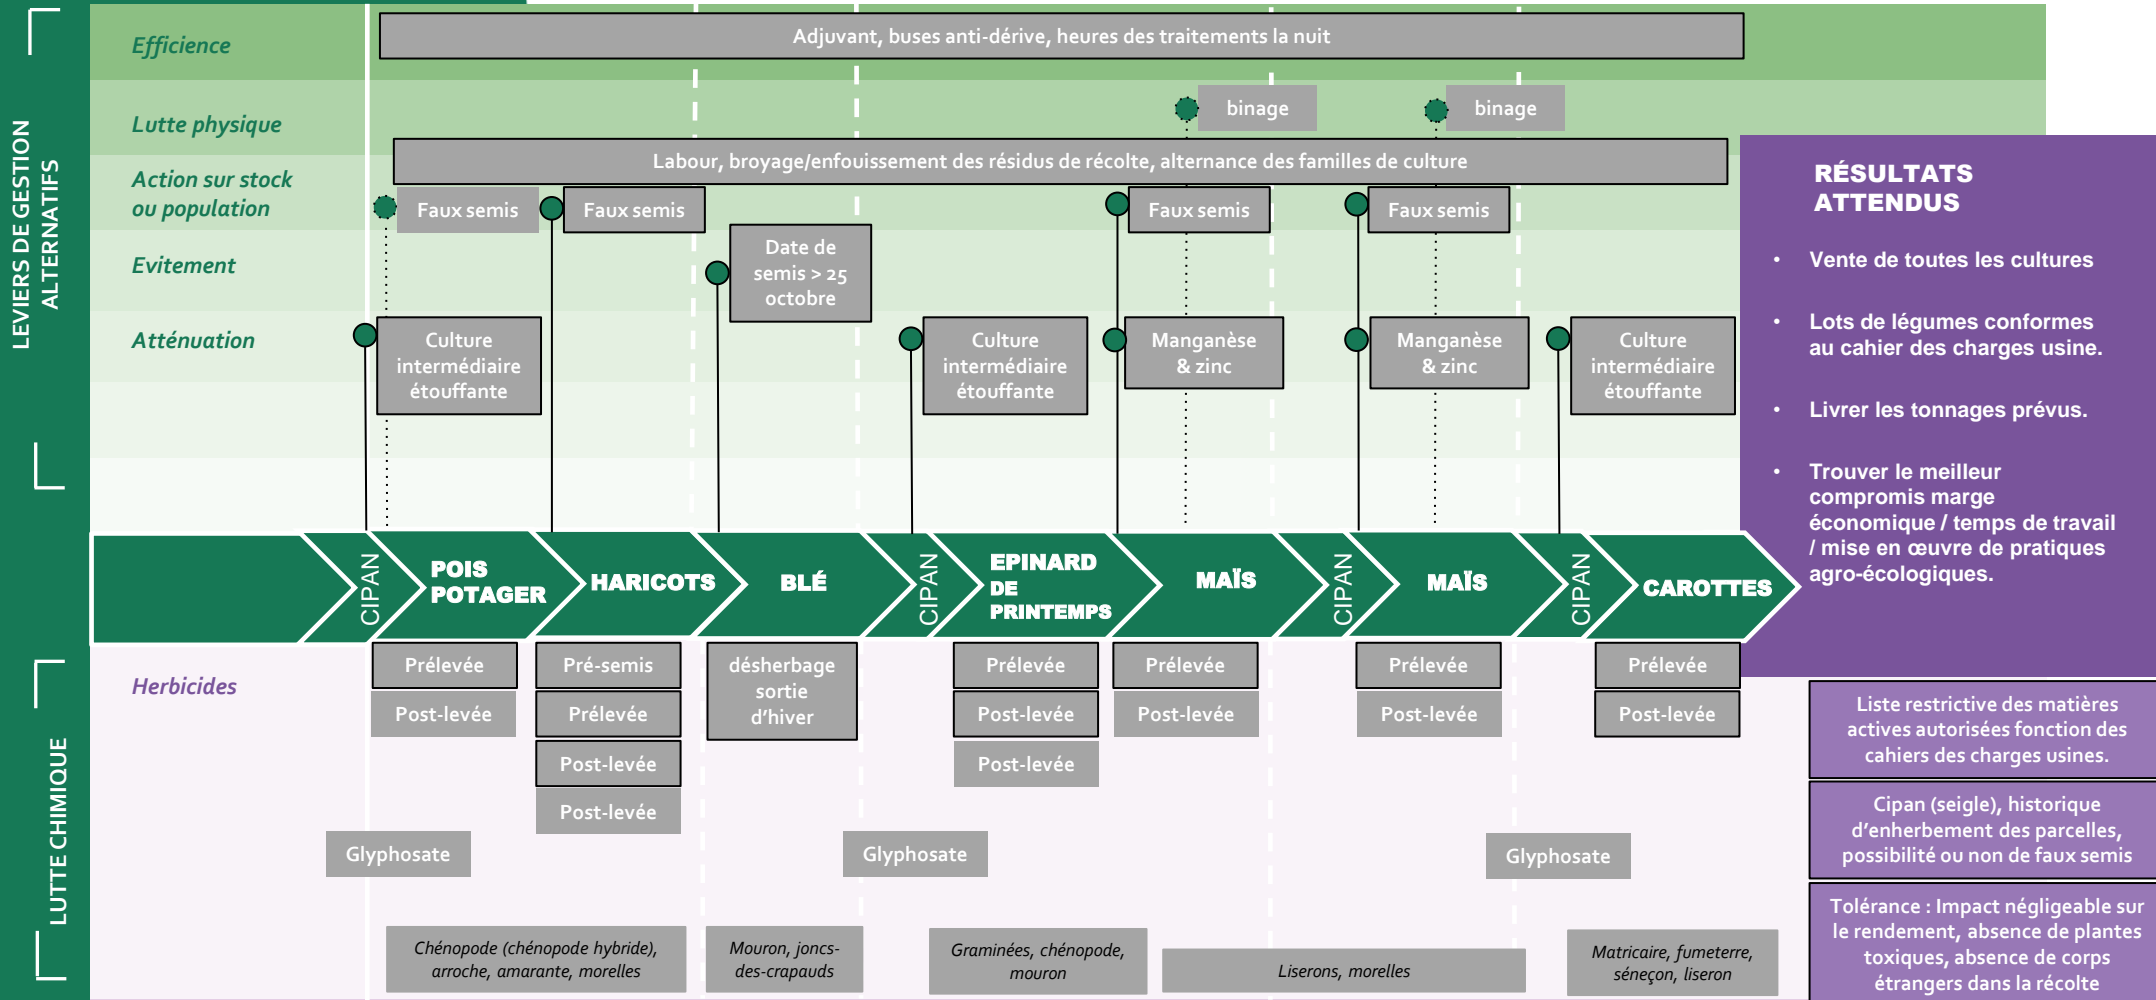 LEVIERS DE GESTION
ALTERNATIFS
Efficience
Adjuvant, buses anti-dérive, heures des traitements la nuit
Lutte physique
binage
binage
Labour, broyage/enfouissement des résidus de récolte, alternance des familles de culture
Action sur stock
ou population
Faux semis
Faux semis
Faux semis
Faux semis
Evitement
Date de
semis > 25
octobre
Atténuation
Culture
intermédiaire
étouffante
Culture
intermédiaire
étouffante
Manganèse
& zinc
Manganèse
& zinc
Culture
intermédiaire
étouffante
RÉSULTATS
ATTENDUS
• Vente de toutes les cultures
• Lots de légumes conformes
au cahier des charges usine.
• Livrer les tonnages prévus.
• Trouver le meilleur
compromis marge
économique / temps de travail
/ mise en œuvre de pratiques
agro-écologiques.
CIPAN
POIS
POTAGER
HARICOTS
BLÉ
CIPAN
EPINARD
DE
PRINTEMPS
MAÏS
CIPAN
MAÏS
CIPAN
CAROTTES
LUTTE CHIMIQUE
Herbicides
Prélevée
Post-levée
Pré-semis
Prélevée
Post-levée
Post-levée
désherbage
sortie
d'hiver
Prélevée
Post-levée
Post-levée
Prélevée
Post-levée
Prélevée
Post-levée
Prélevée
Post-levée
Glyphosate
Glyphosate
Glyphosate
Chénopode (chénopode hybride),
arroche, amarante, morelles
Mouron, joncs-
des-crapauds
Graminées, chénopode,
mouron
Liserons, morelles
Matricaire, fumeterre,
séneçon, liseron
Liste restrictive des matières
actives autorisées fonction des
cahiers des charges usines.
Cipan (seigle), historique
d'enherbement des parcelles,
possibilité ou non de faux semis
Tolérance : Impact négligeable sur
le rendement, absence de plantes
toxiques, absence de corps
étrangers dans la récolte